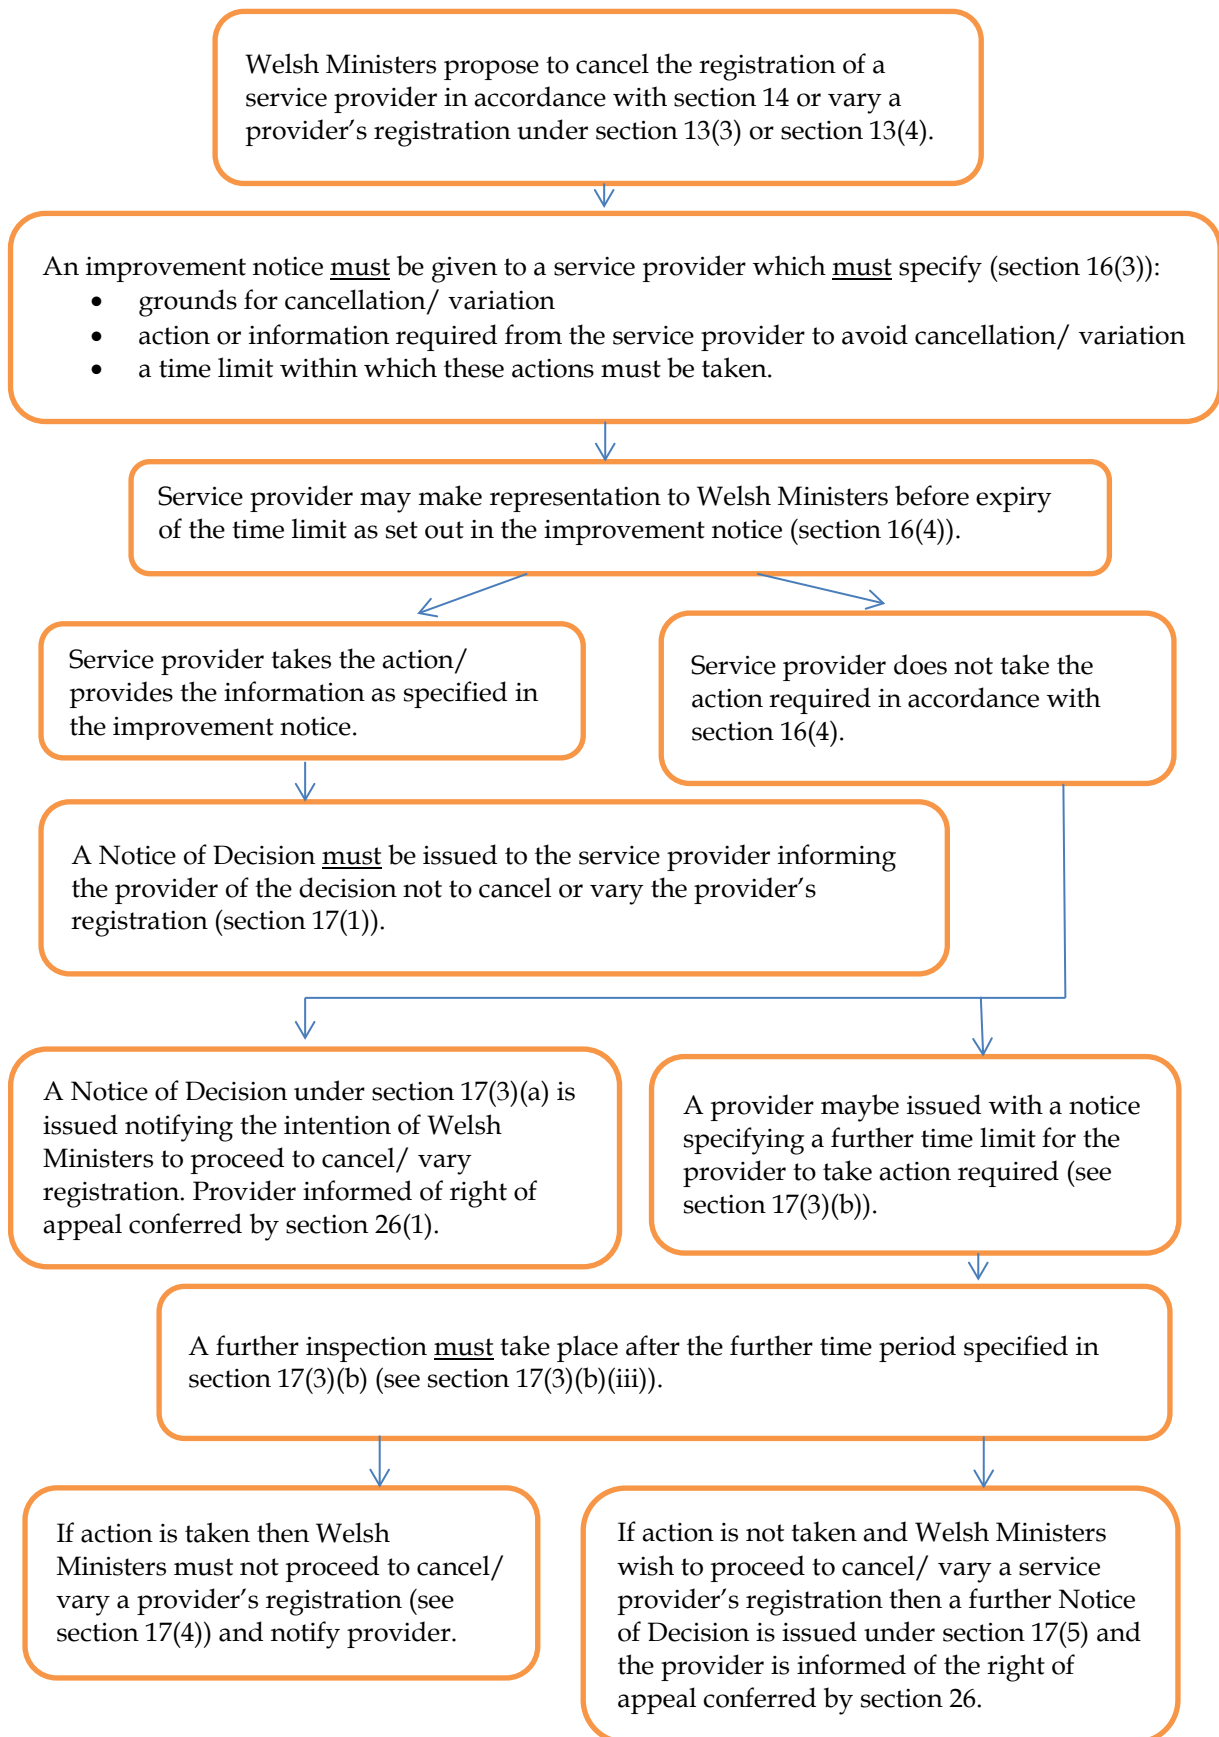 Welsh Ministers propose to cancel the registration of a
service provider in accordance with section 14 or vary a
provider’s registration under section 13(3) or section 13(4).
An improvement notice must be given to a service provider which must specify (section 16(3)):
• grounds for cancellation/ variation
• action or information required from the service provider to avoid cancellation/ variation
• a time limit within which these actions must be taken.
Service provider may make representation to Welsh Ministers before expiry
of the time limit as set out in the improvement notice (section 16(4)).
Service provider takes the action/
provides the information as specified in
the improvement notice.
Service provider does not take the
action required in accordance with
section 16(4).
A Notice of Decision must be issued to the service provider informing
the provider of the decision not to cancel or vary the provider’s
registration (section 17(1)).
A Notice of Decision under section 17(3)(a) is
issued notifying the intention of Welsh
Ministers to proceed to cancel/ vary
registration. Provider informed of right of
appeal conferred by section 26(1).
A provider maybe issued with a notice
specifying a further time limit for the
provider to take action required (see
section 17(3)(b)).
A further inspection must take place after the further time period specified in
section 17(3)(b) (see section 17(3)(b)(iii)).
If action is taken then Welsh
Ministers must not proceed to cancel/
vary a provider’s registration (see
section 17(4)) and notify provider.
If action is not taken and Welsh Ministers
wish to proceed to cancel/ vary a service
provider’s registration then a further Notice
of Decision is issued under section 17(5) and
the provider is informed of the right of
appeal conferred by section 26.